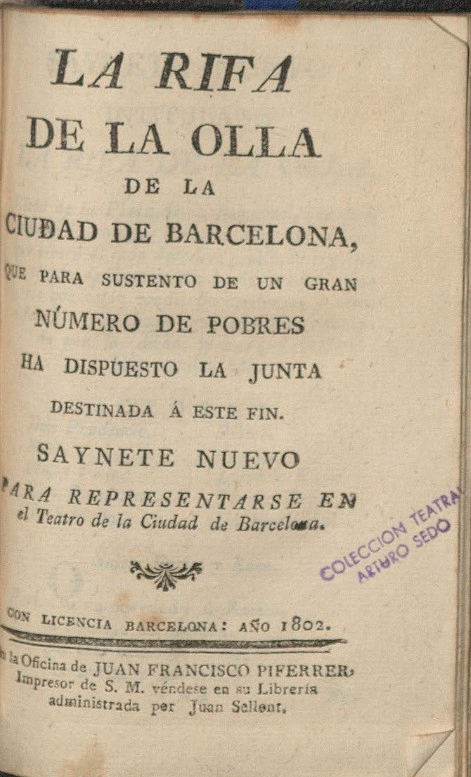 LA RIFA
DE LA OLLA
DE LA
CIUDAD DE BARCELONA,
QUE PARA SUSTENTO DE UN GRAN
NÚMERO DE POBRES
HA DISPUESTO LA JUNTA
DESTINADA Á ESTE FIN.
SAYNETE NUEVO
PARA REPRESENTARSE EN
el Teatro de la Ciudad de Barcelona.
COLECCION TEATRAL
ARTURO SEDO
CON LICENCIA BARCELONA: AÑO 1802.
en la Oficina de JUAN FRANCISCO PIFERRER,
Impresor de S. M. véndese en su Librería
administrada por Juan Sellent.